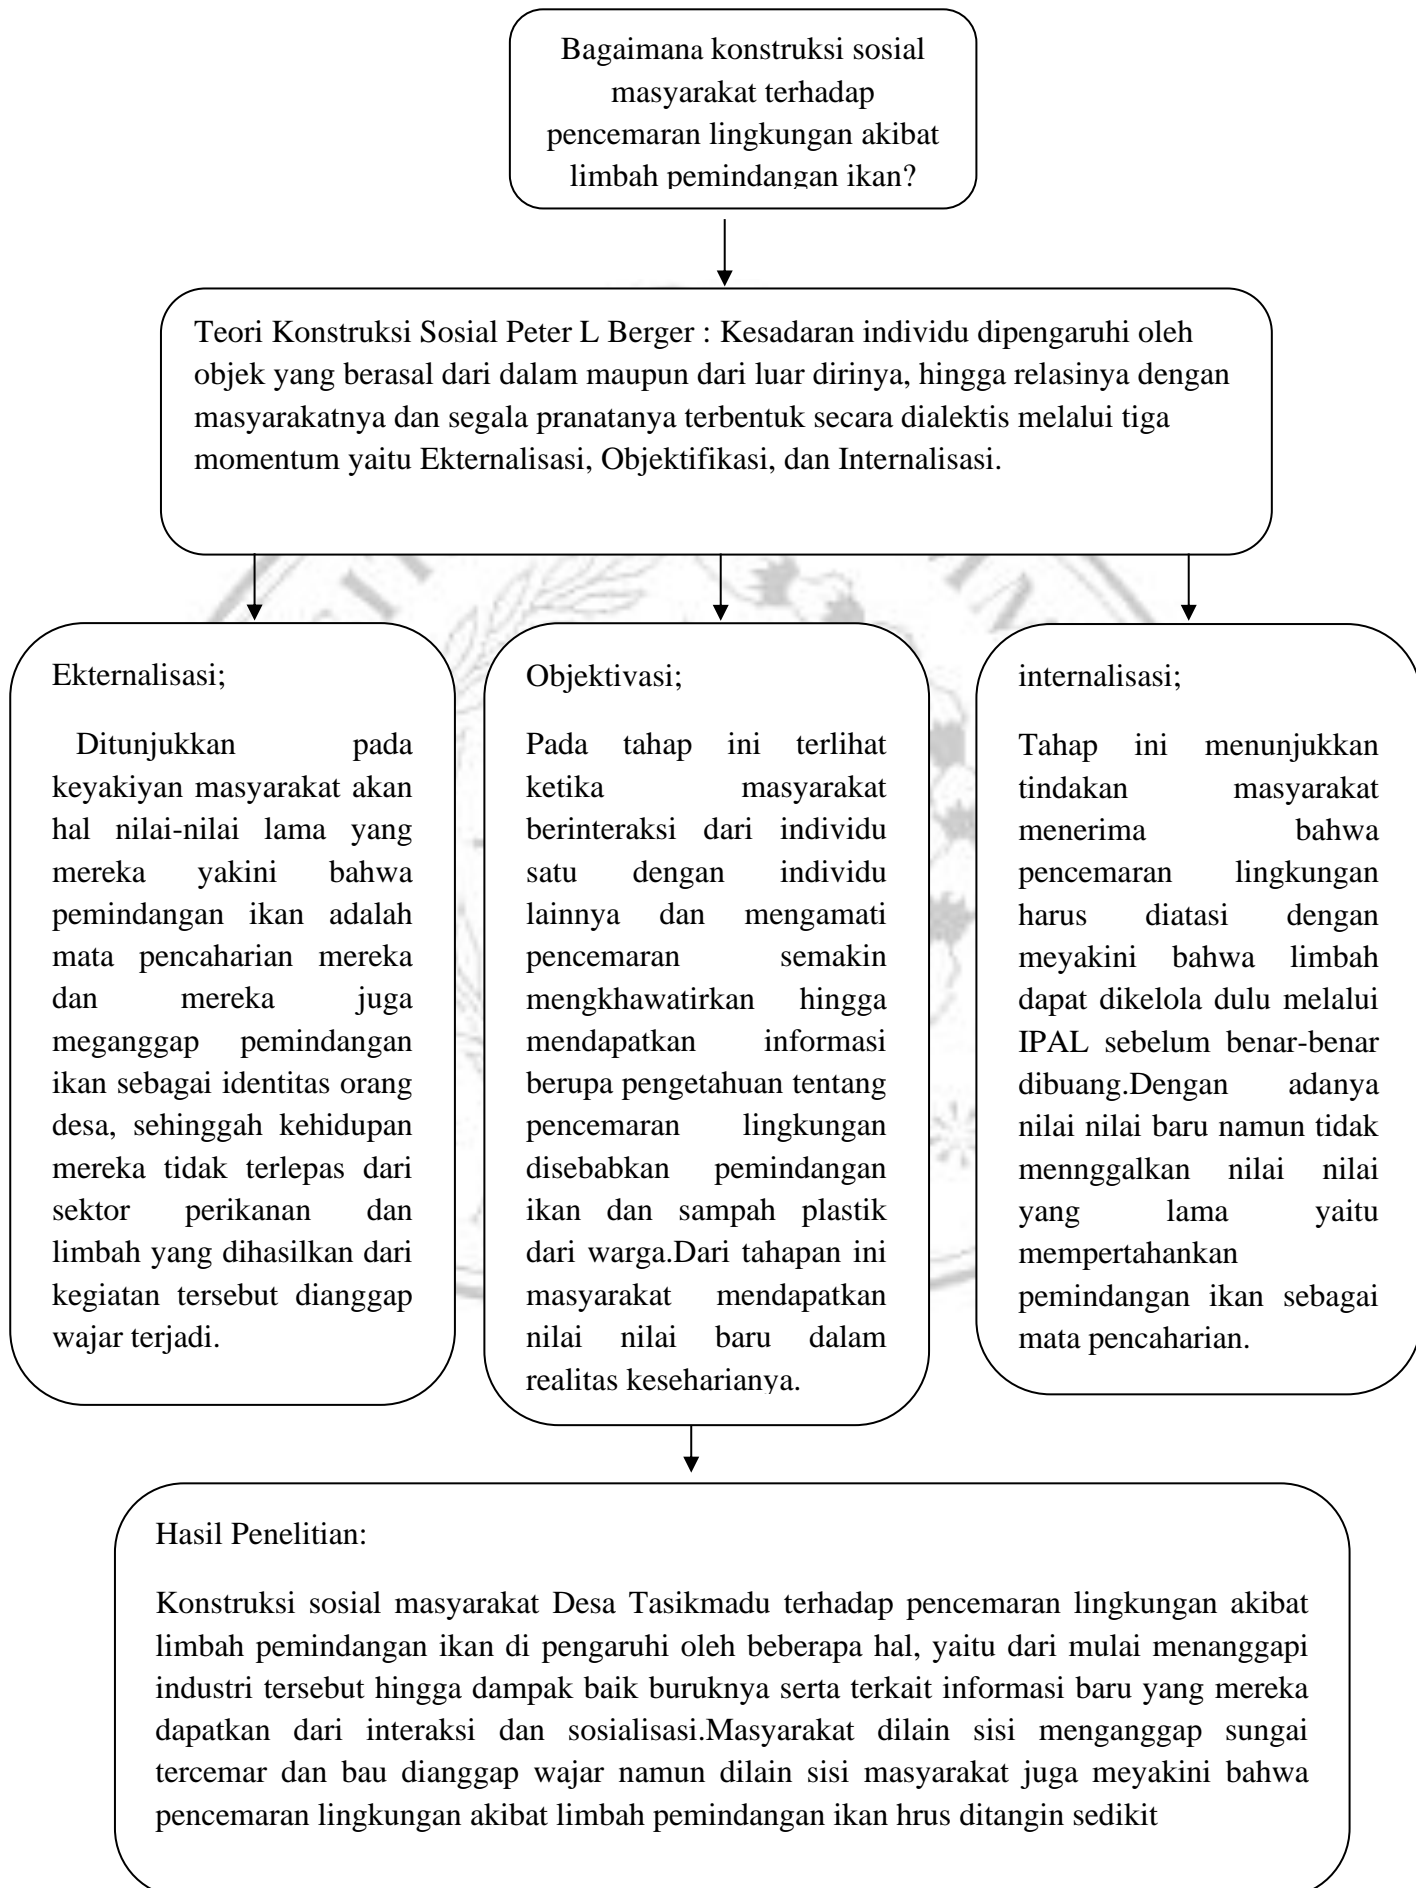 Bagaimana konstruksi sosial
masyarakat terhadap
pencemaran lingkungan akibat
limbah pemindangan ikan?
Teori Konstruksi Sosial Peter L Berger : Kesadaran individu dipengaruhi oleh
objek yang berasal dari dalam maupun dari luar dirinya, hingga relasinya dengan
masyarakatnya dan segala pranatanya terbentuk secara dialektis melalui tiga
momentum yaitu Ekternalisasi, Objektifikasi, dan Internalisasi.
Ekternalisasi;
Ditunjukkan pada
keyakiyan masyarakat akan
hal nilai-nilai lama yang
mereka yakini bahwa
pemindangan ikan adalah
mata pencaharian mereka
dan mereka juga
meganggap pemindangan
ikan sebagai identitas orang
desa, sehinggah kehidupan
mereka tidak terlepas dari
sektor perikanan dan
limbah yang dihasilkan dari
kegiatan tersebut dianggap
wajar terjadi.
Objektivasi;
Pada tahap ini terlihat
ketika masyarakat
berinteraksi dari individu
satu dengan individu
lainnya dan mengamati
pencemaran semakin
mengkhawatirkan hingga
mendapatkan informasi
berupa pengetahuan tentang
pencemaran lingkungan
disebabkan pemindangan
ikan dan sampah plastik
dari warga.Dari tahapan ini
masyarakat mendapatkan
nilai nilai baru dalam
realitas keseharianya.
internalisasi;
Tahap ini menunjukkan
tindakan masyarakat
menerima bahwa
pencemaran lingkungan
harus diatasi dengan
meyakini bahwa limbah
dapat dikelola dulu melalui
IPAL sebelum benar-benar
dibuang.Dengan adanya
nilai nilai baru namun tidak
mennggalkan nilai nilai
yang lama yaitu
mempertahankan
pemindangan ikan sebagai
mata pencaharian.
Hasil Penelitian:
Konstruksi sosial masyarakat Desa Tasikmadu terhadap pencemaran lingkungan akibat
limbah pemindangan ikan di pengaruhi oleh beberapa hal, yaitu dari mulai menanggapi
industri tersebut hingga dampak baik buruknya serta terkait informasi baru yang mereka
dapatkan dari interaksi dan sosialisasi.Masyarakat dilain sisi menganggap sungai
tercemar dan bau dianggap wajar namun dilain sisi masyarakat juga meyakini bahwa
pencemaran lingkungan akibat limbah pemindangan ikan hrus ditangin sedikit